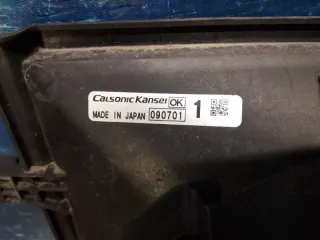 CALSONIC KANSEI OK 1
MADE IN JAPAN 090701